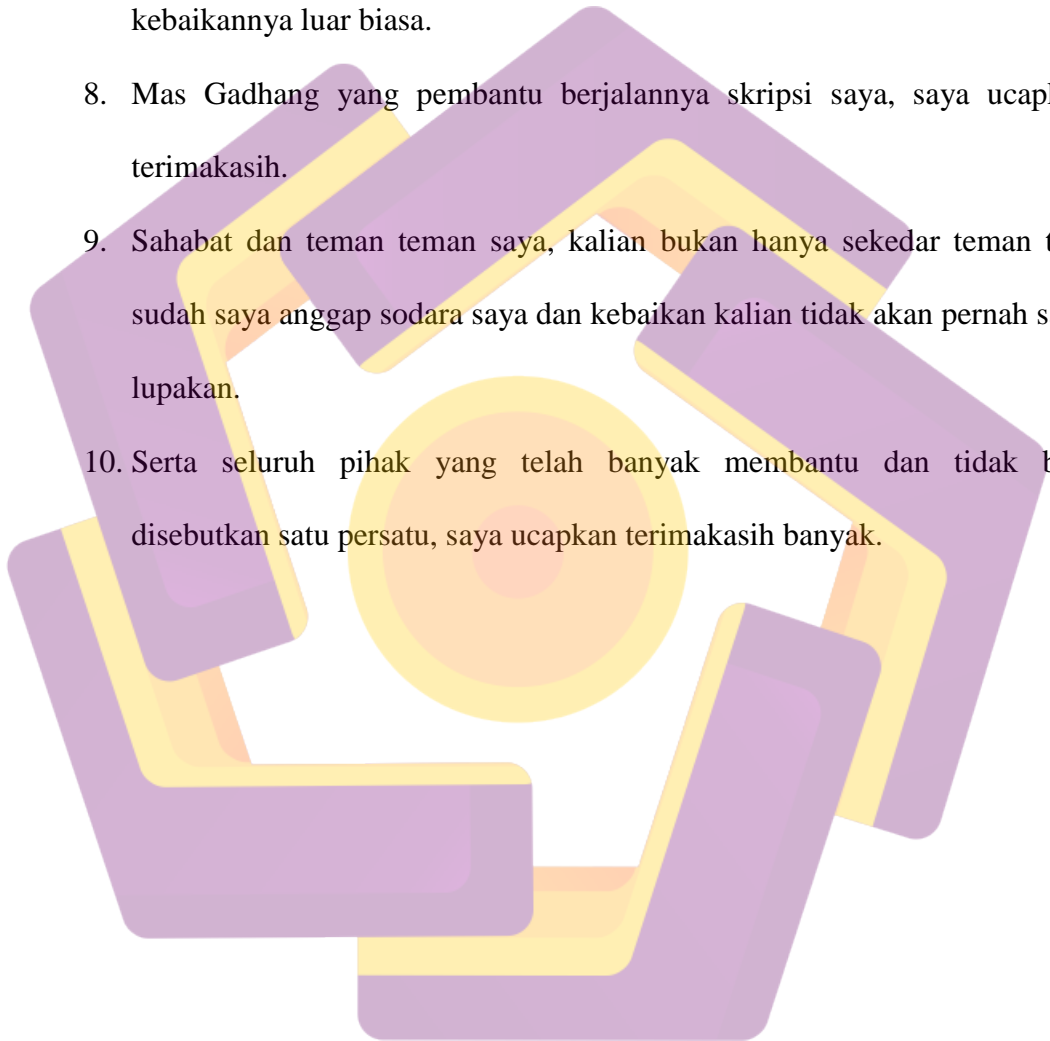 kebaikannya luar biasa.
8. Mas Gadhang yang pembantu berjalannya skripsi saya, saya
terimakasih.
9. Sahabat dan teman teman saya, kalian bukan hanya sekedar teman
sudah saya anggap sodara saya dan kebaikan kalian tidak akan pernah
lupakan.
10. Serta seluruh pihak yang telah banyak membantu dan tidak
disebutkan satu persatu, saya ucapkan terimakasih banyak.